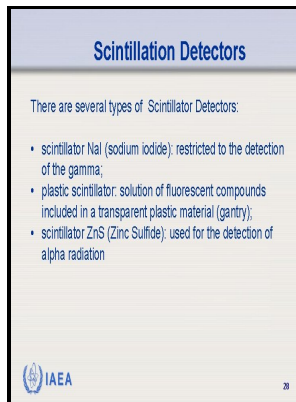 Scintillation Detectors
There are several types of Scintillator Detectors:
• scintillator NaI (sodium iodide): restricted to the detection
of the gamma;
• plastic scintillator: solution of fluorescent compounds
included in a transparent plastic material (gantry);
• scintillator ZnS (Zinc Sulfide): used for the detection of
alpha radiation
IAEA
28